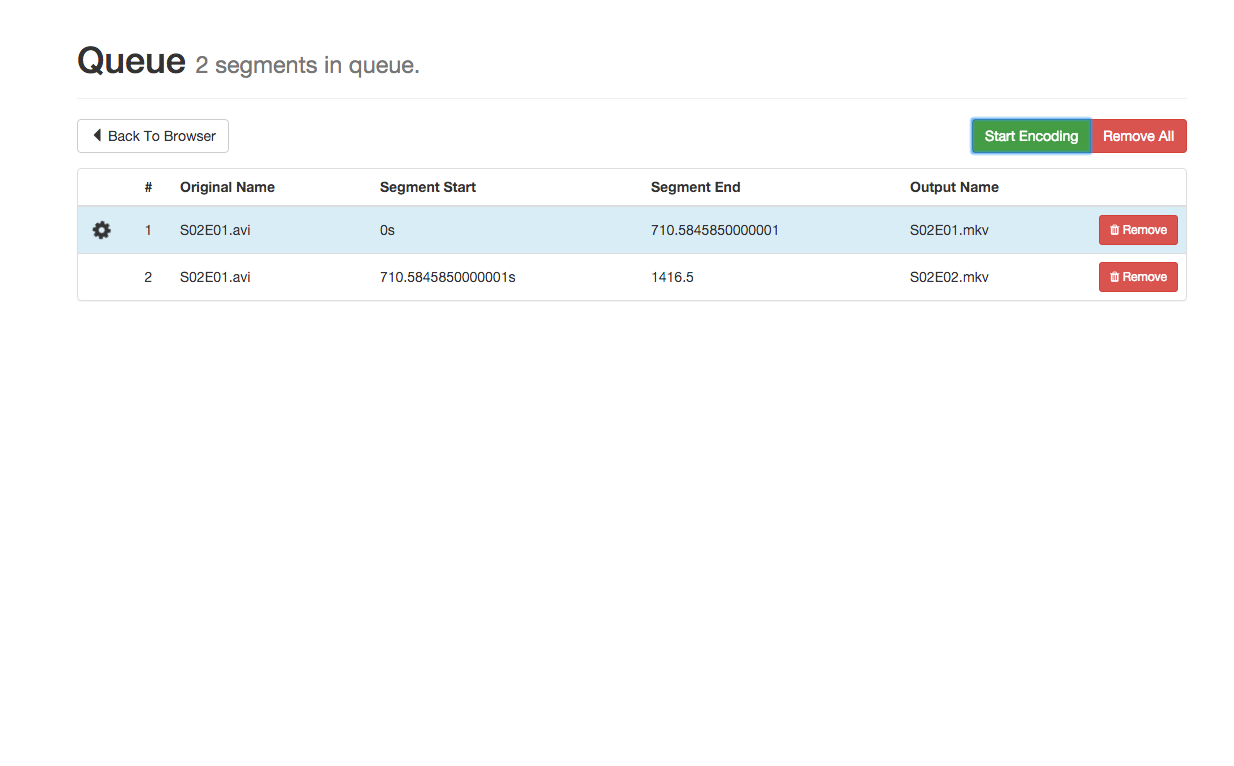 Queue 2 segments in queue.
Back To Browser Start Encoding Remove All
# Original Name Segment Start Segment End Output Name
1 S02E01.avi 0s 710.5845850000001 S02E01.mkv Remove
2 S02E01.avi 710.5845850000001s 1416.5 S02E02.mkv Remove